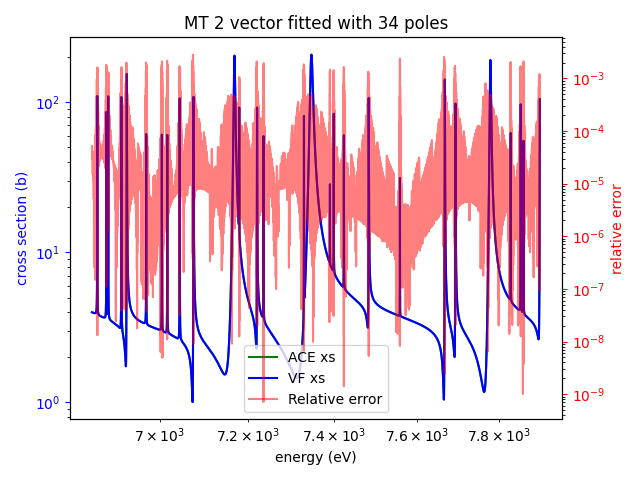 MT 2 vector fitted with 34 poles
cross section (b)
10²
10¹
10⁰
relative error
10⁻³
10⁻⁴
10⁻⁵
10⁻⁶
10⁻⁷
10⁻⁸
10⁻⁹
ACE xs
VF xs
Relative error
7 × 10³ 7.2 × 10³ 7.4 × 10³ 7.6 × 10³ 7.8 × 10³
energy (eV)